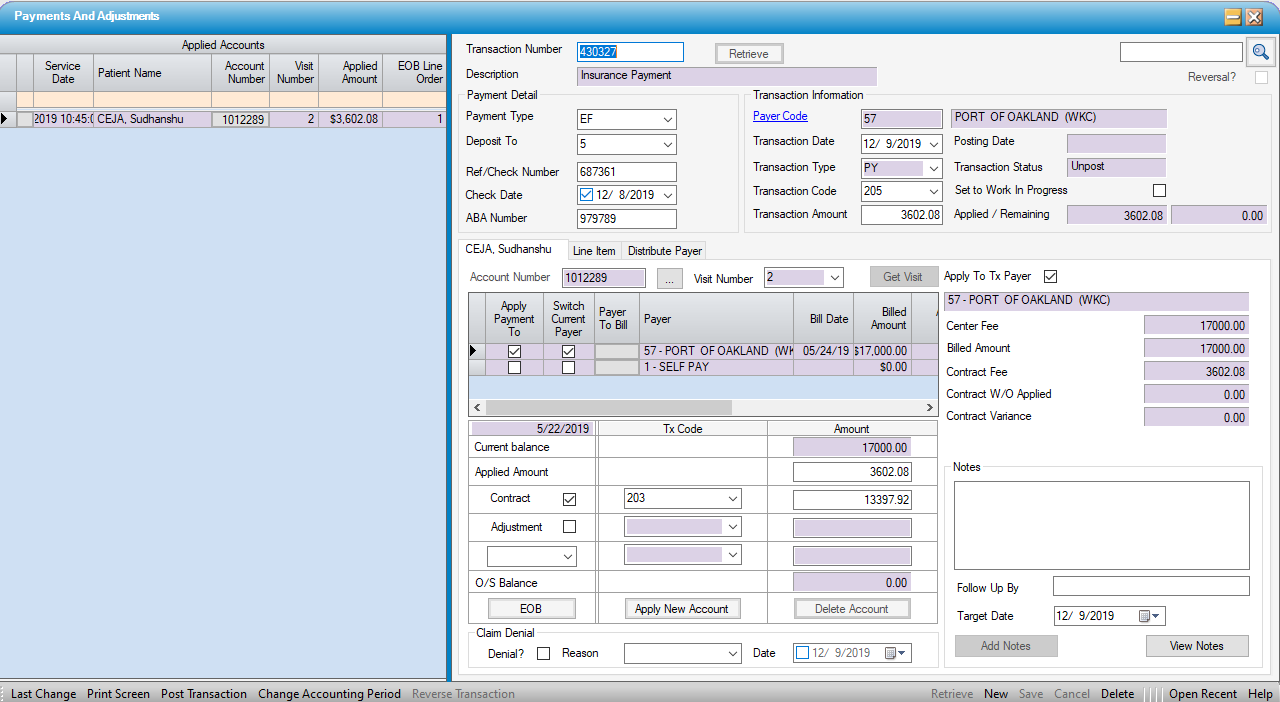 Payments And Adjustments
Applied Accounts
Service Date Patient Name Account Number Visit Number Applied Amount EOB Line Order
2019 10:45:0 CEJA, Sudhanshu 1012289 2 $3,602.08 1
Transaction Number 430327 Retrieve
Reversal?
Description Insurance Payment
Payment Detail
Payment Type EF
Deposit To 5
Ref/Check Number 687361
Check Date 12/ 8/2019
ABA Number 979789
Transaction Information
Payer Code 57 PORT OF OAKLAND (WKC)
Transaction Date 12/ 9/2019 Posting Date
Transaction Type PY Transaction Status Unpost
Transaction Code 205 Set to Work In Progress
Transaction Amount 3602.08 Applied / Remaining 3602.08 0.00
CEJA, Sudhanshu Line Item Distribute Payer
Account Number 1012289 ... Visit Number 2 Get Visit Apply To Tx Payer
Apply Payment To Switch Current Payer Payer To Bill Payer Bill Date Billed Amount
57 - PORT OF OAKLAND (WK 05/24/19 $17,000.00
1 - SELF PAY $0.00
57 - PORT OF OAKLAND (WKC)
Center Fee 17000.00
Billed Amount 17000.00
Contract Fee 3602.08
Contract W/O Applied 0.00
Contract Variance 0.00
5/22/2019 Tx Code Amount
Current balance 17000.00
Applied Amount 3602.08
Contract 203 13397.92
Adjustment
O/S Balance 0.00
EOB Apply New Account Delete Account
Claim Denial
Denial? Reason Date 12/ 9/2019
Notes
Follow Up By
Target Date 12/ 9/2019
Add Notes View Notes
Last Change Print Screen Post Transaction Change Accounting Period Reverse Transaction Retrieve New Save Cancel Delete Open Recent Help